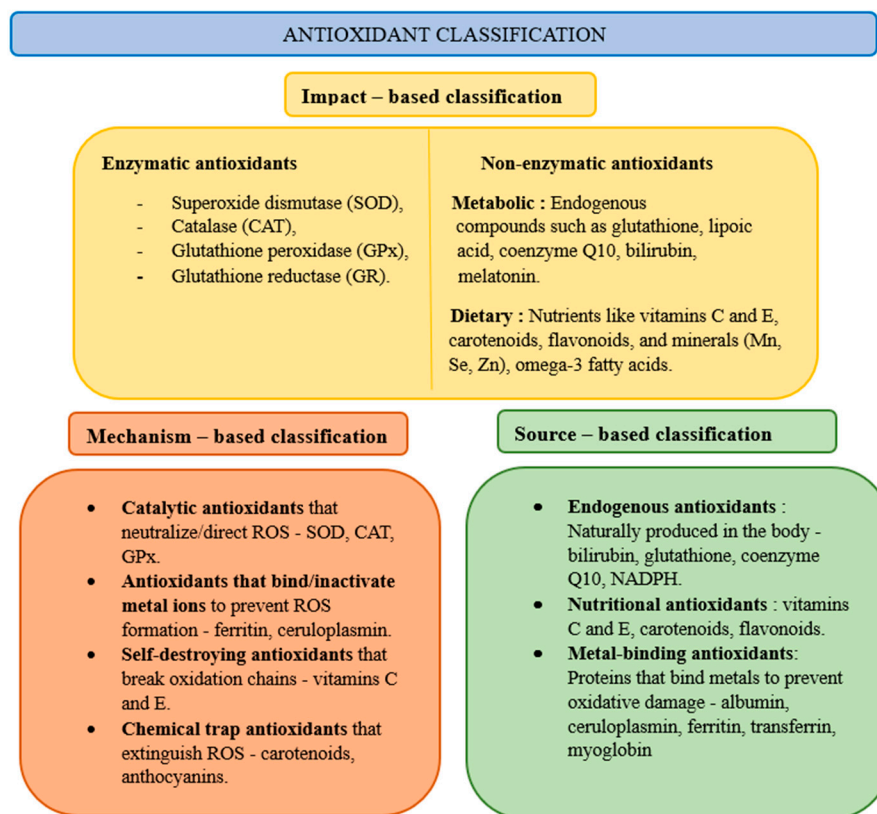 ANTIOXIDANT CLASSIFICATION
Impact – based classification
Enzymatic antioxidants
- Superoxide dismutase (SOD),
- Catalase (CAT),
- Glutathione peroxidase (GPx),
- Glutathione reductase (GR).
Non-enzymatic antioxidants
Metabolic : Endogenous
compounds such as glutathione, lipoic
acid, coenzyme Q10, bilirubin,
melatonin.
Dietary : Nutrients like vitamins C and E,
carotenoids, flavonoids, and minerals (Mn,
Se, Zn), omega-3 fatty acids.
Mechanism – based classification
• Catalytic antioxidants that
neutralize/direct ROS - SOD, CAT,
GPx.
• Antioxidants that bind/inactivate
metal ions to prevent ROS
formation - ferritin, ceruloplasmin.
• Self-destroying antioxidants that
break oxidation chains - vitamins C
and E.
• Chemical trap antioxidants that
extinguish ROS - carotenoids,
anthocyanins.
Source – based classification
• Endogenous antioxidants :
Naturally produced in the body -
bilirubin, glutathione, coenzyme
Q10, NADPH.
• Nutritional antioxidants : vitamins
C and E, carotenoids, flavonoids.
• Metal-binding antioxidants:
Proteins that bind metals to prevent
oxidative damage - albumin,
ceruloplasmin, ferritin, transferrin,
myoglobin